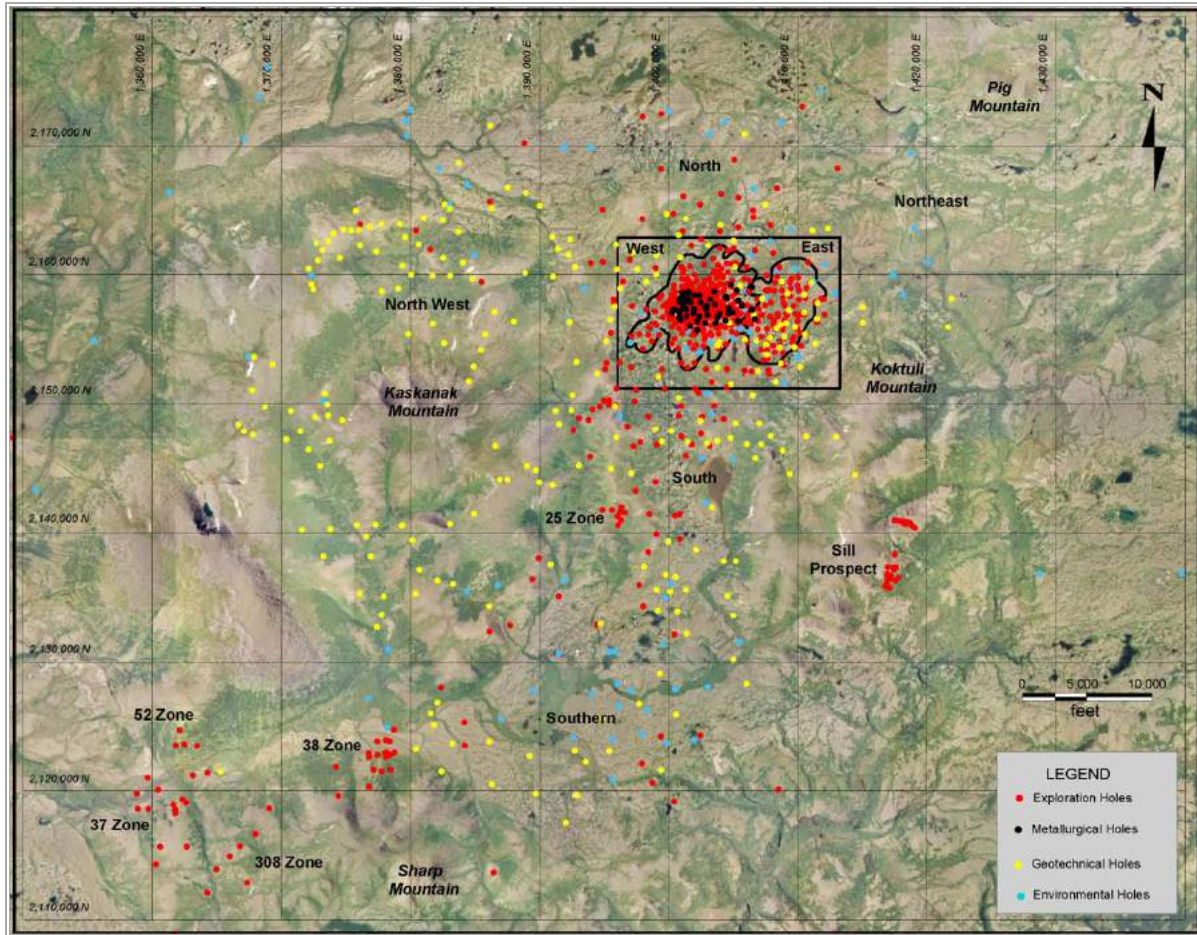 1,360,000 E
1,370,000 E
1,380,000 E
1,390,000 E
1,400,000 E
1,410,000 E
1,420,000 E
1,430,000 E
Pig
Mountain
N
2,170,000 N
North
Northeast
West
East
2,160,000 N
North West
Koktuli
Mountain
2,150,000 N
Kaskanak
Mountain
South
25 Zone
2,140,000 N
Sill
Prospect
2,130,000 N
0 5,000 10,000
feet
52 Zone
Southern
38 Zone
2,120,000 N
37 Zone
308 Zone
Sharp
Mountain
2,110,000 N
LEGEND
Exploration Holes
Metallurgical Holes
Geotechnical Holes
Environmental Holes